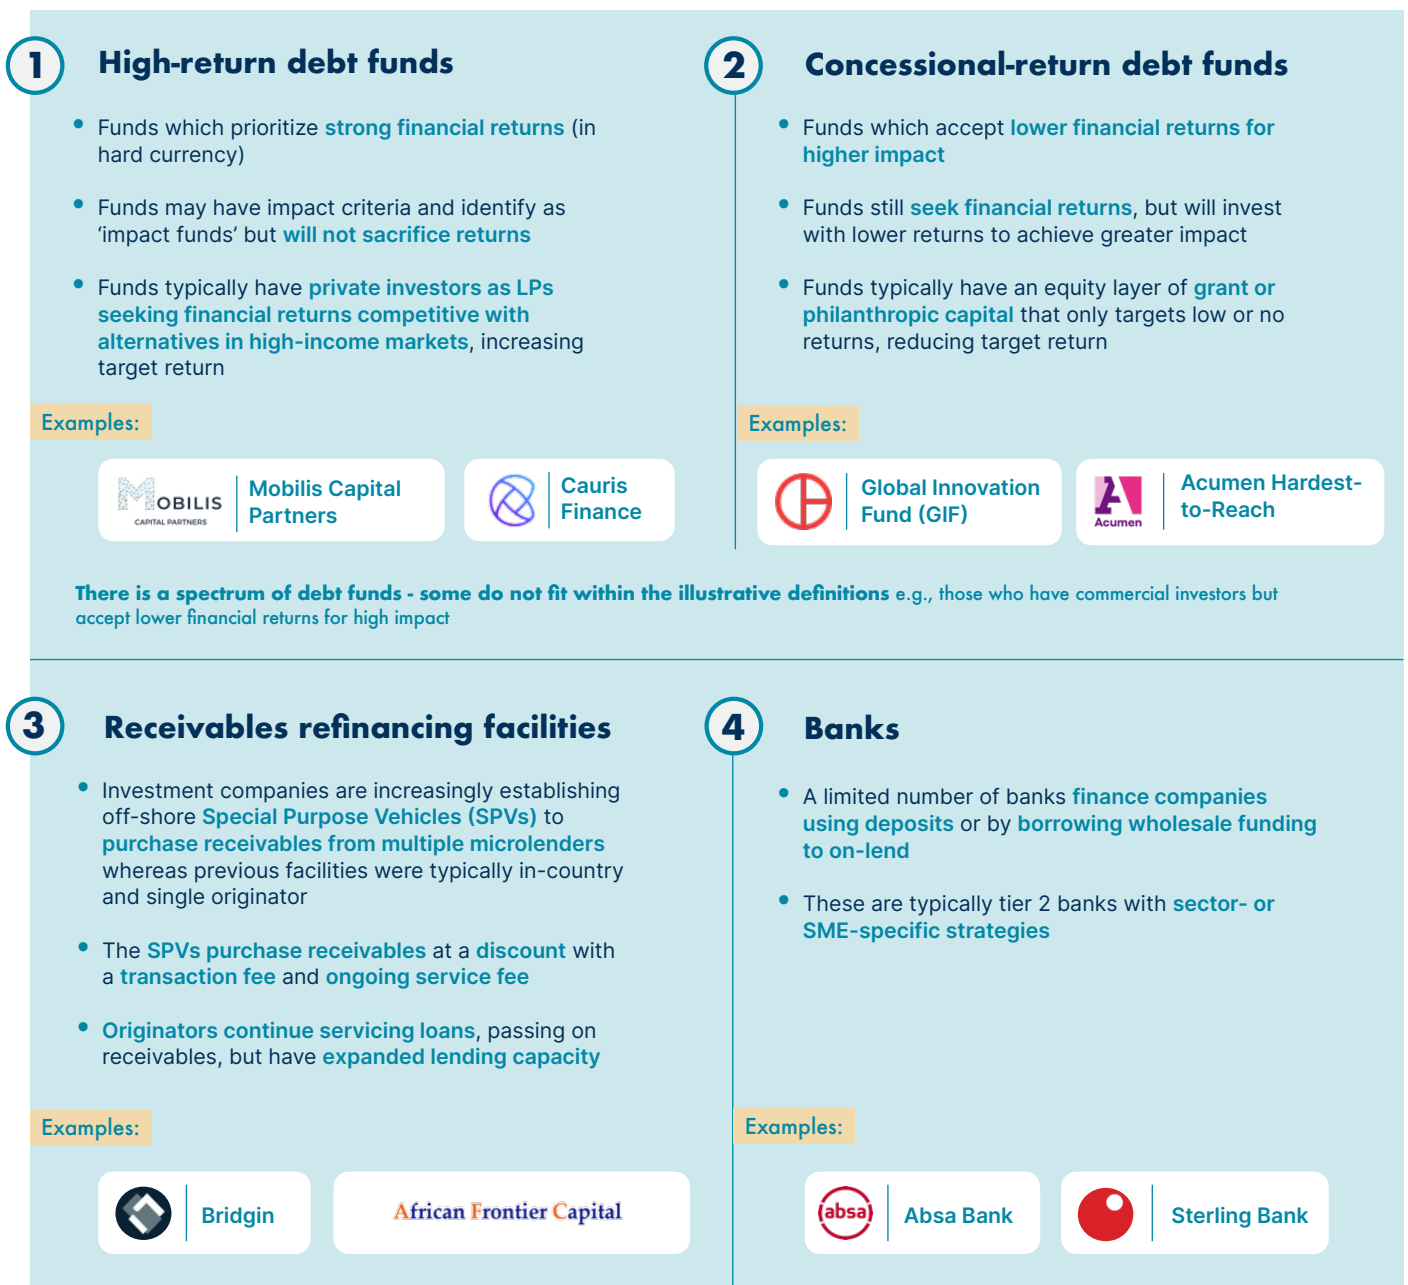 1
High-return debt funds
• Funds which prioritize strong financial returns (in
hard currency)
• Funds may have impact criteria and identify as
‘impact funds’ but will not sacrifice returns
• Funds typically have private investors as LPs
seeking financial returns competitive with
alternatives in high-income markets, increasing
target return
Examples:
MOBILIS
CAPITAL PARTNERS
Mobilis Capital
Partners
Cauris
Finance
2
Concessional-return debt funds
• Funds which accept lower financial returns for
higher impact
• Funds still seek financial returns, but will invest
with lower returns to achieve greater impact
• Funds typically have an equity layer of grant or
philanthropic capital that only targets low or no
returns, reducing target return
Examples:
Global Innovation
Fund (GIF)
Acumen
Acumen Hardest-
to-Reach
There is a spectrum of debt funds - some do not fit within the illustrative definitions e.g., those who have commercial investors but
accept lower financial returns for high impact
3
Receivables refinancing facilities
• Investment companies are increasingly establishing
off-shore Special Purpose Vehicles (SPVs) to
purchase receivables from multiple microlenders
whereas previous facilities were typically in-country
and single originator
• The SPVs purchase receivables at a discount with
a transaction fee and ongoing service fee
• Originators continue servicing loans, passing on
receivables, but have expanded lending capacity
Examples:
Bridgin
African Frontier Capital
4
Banks
• A limited number of banks finance companies
using deposits or by borrowing wholesale funding
to on-lend
• These are typically tier 2 banks with sector- or
SME-specific strategies
Examples:
absa
Absa Bank
Sterling Bank